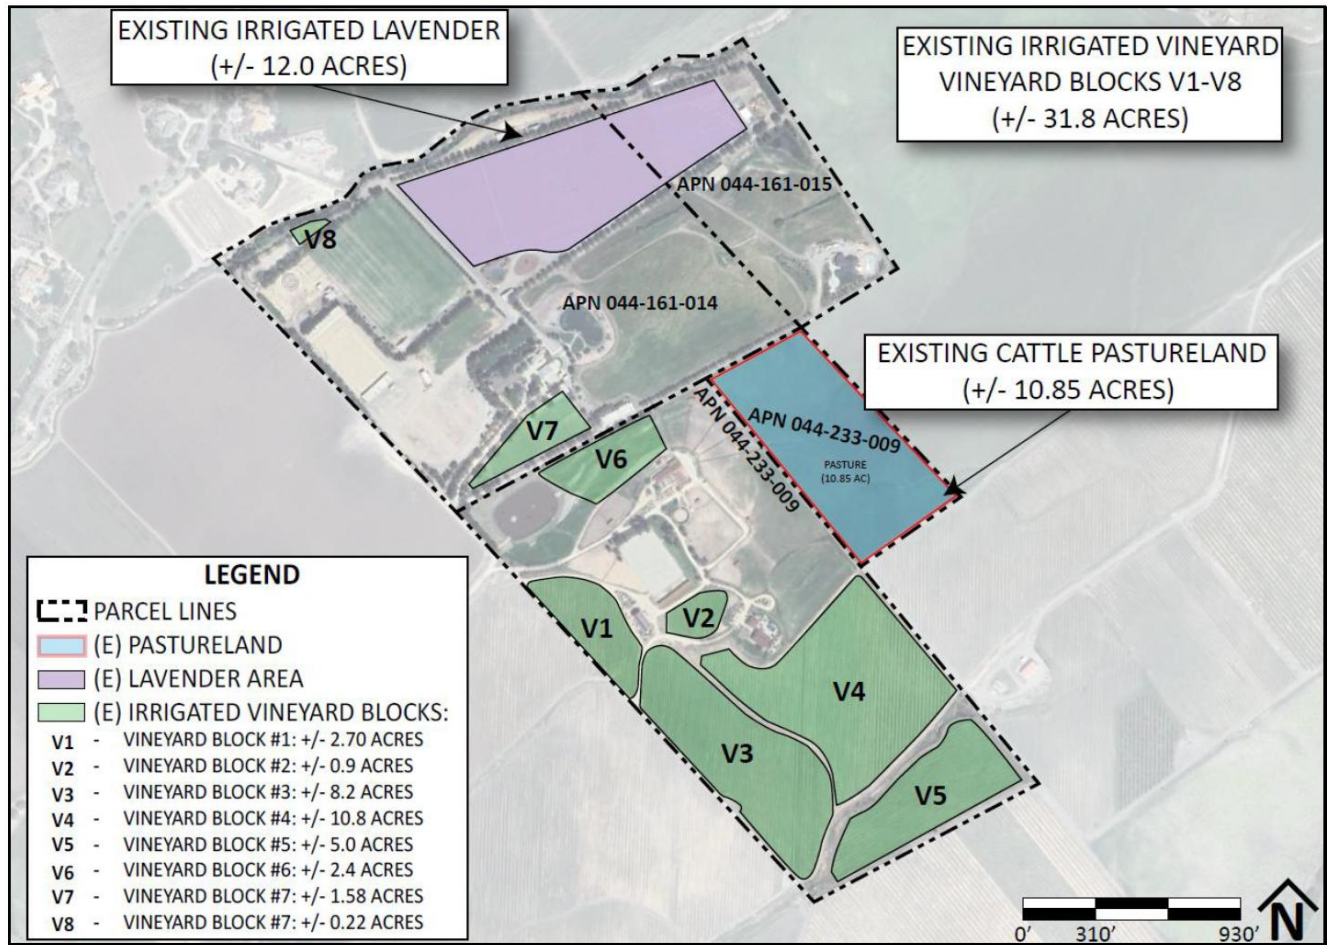 EXISTING IRRIGATED LAVENDER
(+/- 12.0 ACRES)
EXISTING IRRIGATED VINEYARD
VINEYARD BLOCKS V1-V8
(+/- 31.8 ACRES)
APN 044-161-015
V8
APN 044-161-014
EXISTING CATTLE PASTURELAND
(+/- 10.85 ACRES)
APN 044-233-009
APN 044-233-009
PASTURE
(10.85 AC)
V7
V6
V1
V2
V4
V3
V5
LEGEND
PARCEL LINES
(E) PASTURELAND
(E) LAVENDER AREA
(E) IRRIGATED VINEYARD BLOCKS:
V1 - VINEYARD BLOCK #1: +/- 2.70 ACRES
V2 - VINEYARD BLOCK #2: +/- 0.9 ACRES
V3 - VINEYARD BLOCK #3: +/- 8.2 ACRES
V4 - VINEYARD BLOCK #4: +/- 10.8 ACRES
V5 - VINEYARD BLOCK #5: +/- 5.0 ACRES
V6 - VINEYARD BLOCK #6: +/- 2.4 ACRES
V7 - VINEYARD BLOCK #7: +/- 1.58 ACRES
V8 - VINEYARD BLOCK #7: +/- 0.22 ACRES
0' 310' 930'
N